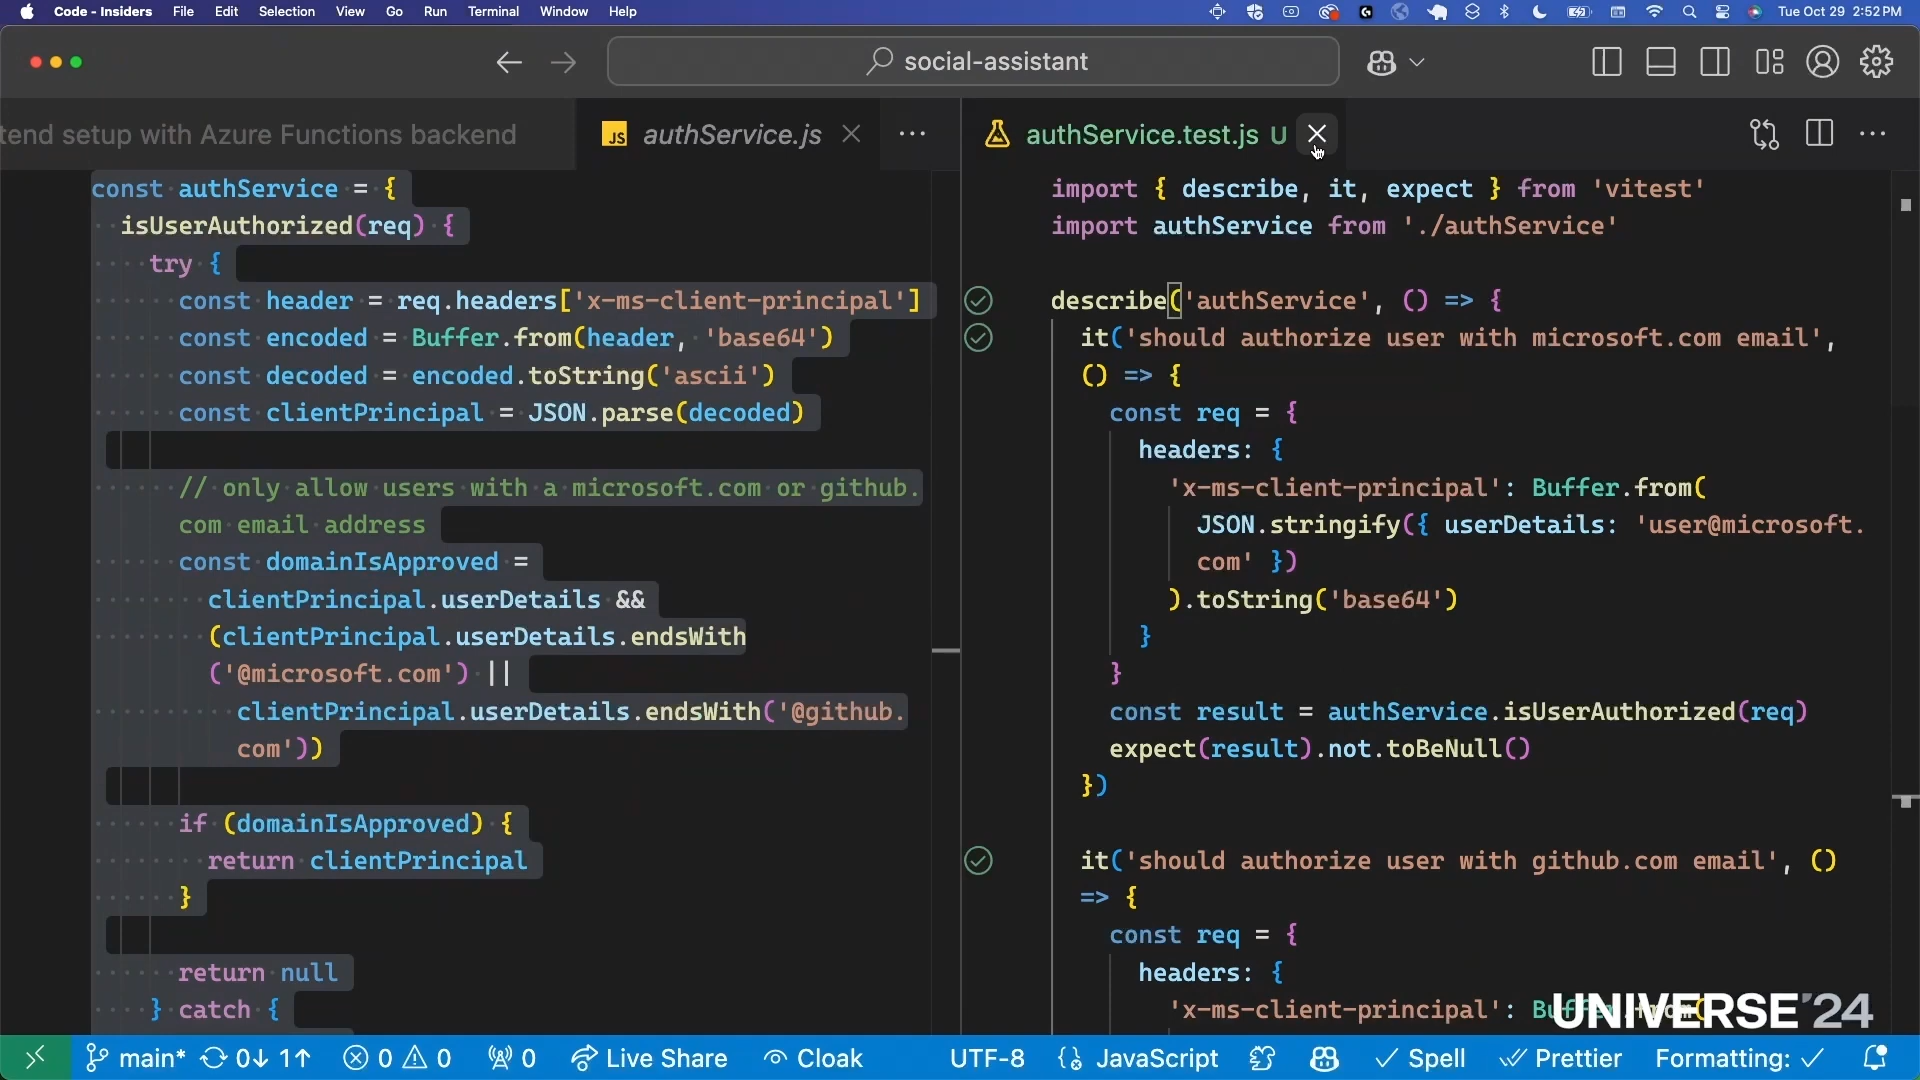 Code - Insiders File Edit Selection View Go Run Terminal Window Help Tue Oct 29 2:52 PM
social-assistant
tend setup with Azure Functions backend JS authService.js ... authService.test.js U ...
const authService = {
isUserAuthorized(req) {
try {
const header = req.headers['x-ms-client-principal']
const encoded = Buffer.from(header, 'base64')
const decoded = encoded.toString('ascii')
const clientPrincipal = JSON.parse(decoded)
// only allow users with a microsoft.com or github.
com email address
const domainIsApproved =
clientPrincipal.userDetails &&
(clientPrincipal.userDetails.endsWith
('@microsoft.com') ||
clientPrincipal.userDetails.endsWith('@github.
com'))
if (domainIsApproved) {
return clientPrincipal
}
return null
} catch {
import { describe, it, expect } from 'vitest'
import authService from './authService'
describe('authService', () => {
it('should authorize user with microsoft.com email',
() => {
const req = {
headers: {
'x-ms-client-principal': Buffer.from(
JSON.stringify({ userDetails: 'user@microsoft.
com' })
).toString('base64')
}
}
const result = authService.isUserAuthorized(req)
expect(result).not.toBeNull()
})
it('should authorize user with github.com email', ()
=> {
const req = {
headers: {
'x-ms-client-principal': Buffer.from(
UNIVERSE'24
main* 0↓ 1↑ 0 0 0 Live Share Cloak UTF-8 {} JavaScript Spell Prettier Formatting: ✓